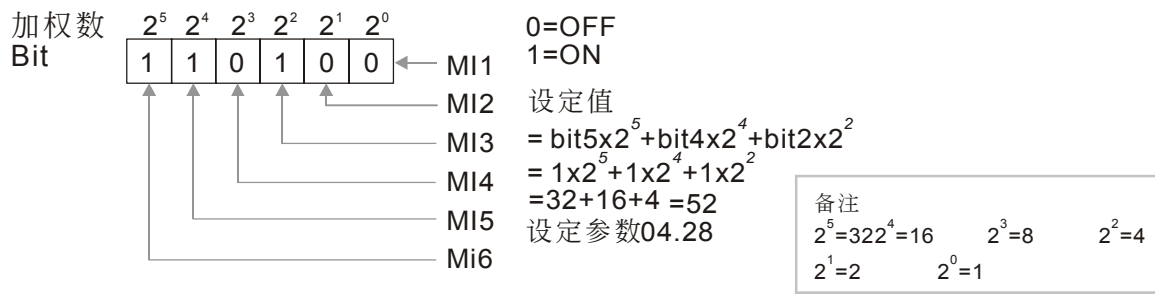 加权数 2⁵ 2⁴ 2³ 2² 2¹ 2⁰
Bit 1 1 0 1 0 0
MI1
MI2
MI3
MI4
MI5
Mi6
0=OFF
1=ON
设定值
= bit5x2⁵+bit4x2⁴+bit2x2²
= 1x2⁵+1x2⁴+1x2²
=32+16+4 =52
设定参数04.28
备注
2⁵=322⁴=16 2³=8 2²=4
2¹=2 2⁰=1